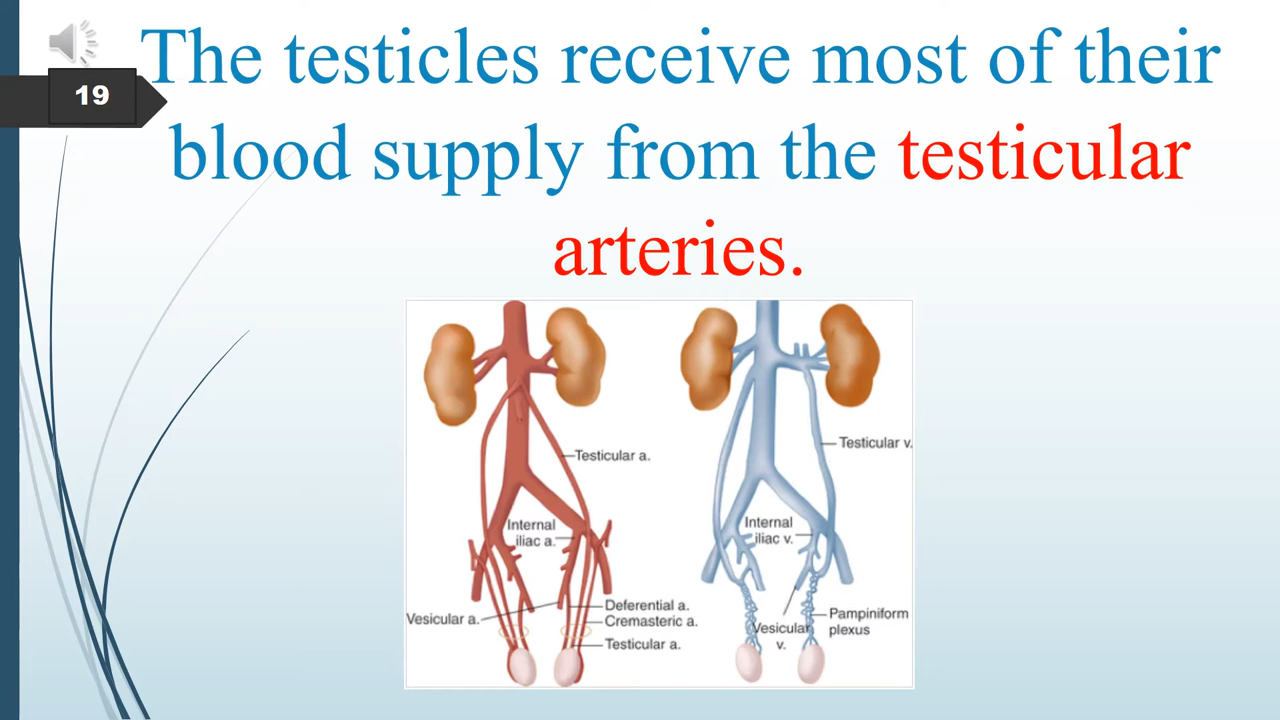 The testicles receive most of their
19
blood supply from the testicular
arteries.
Testicular a.
Internal
iliac a.
Vesicular a.
Deferential a.
Cremasteric a.
Testicular a.
Testicular v.
Internal
iliac v.
Vesicular
v.
Pampiniform
plexus